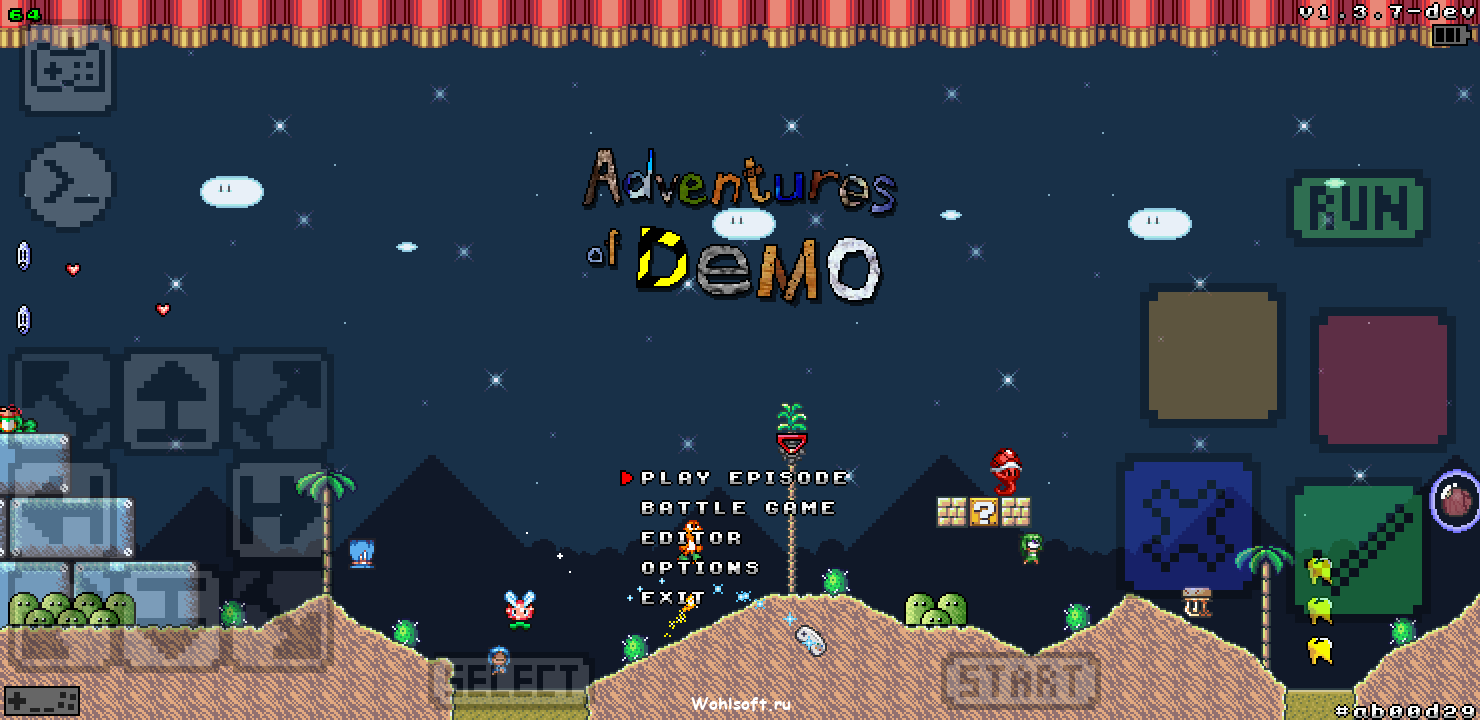 64
v1.3.7-dev
RUN
Adventures
of DeMO
PLAY EPISODE
BATTLE GAME
EDITOR
OPTIONS
EXIT
SELECT
START
Wohlsoft.ru
#ab00d29